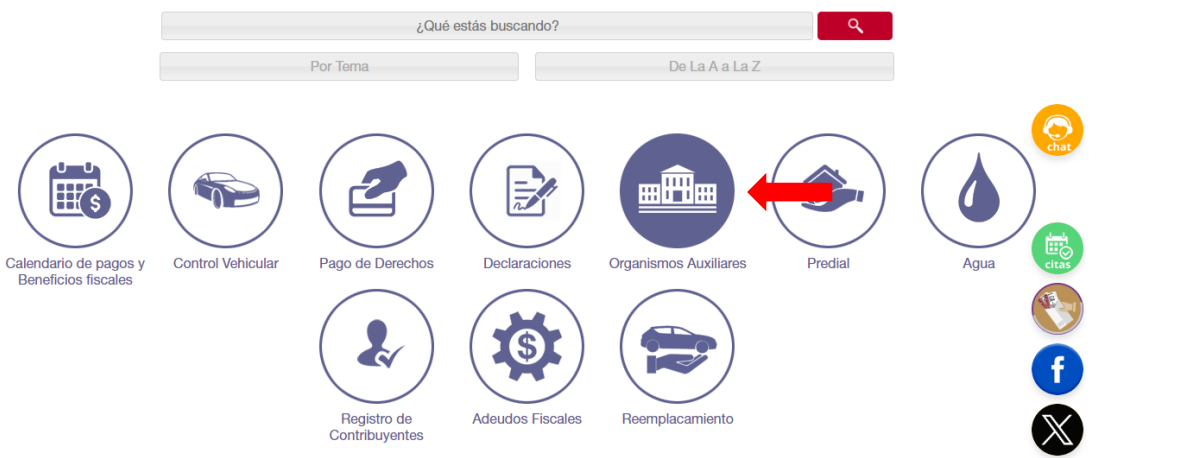 ¿Qué estás buscando?
Por Tema
De La A a La Z
chat
Calendario de pagos y
Beneficios fiscales
Control Vehicular
Pago de Derechos
Declaraciones
Organismos Auxiliares
Predial
Agua
citas
Registro de
Contribuyentes
Adeudos Fiscales
Reemplacamiento